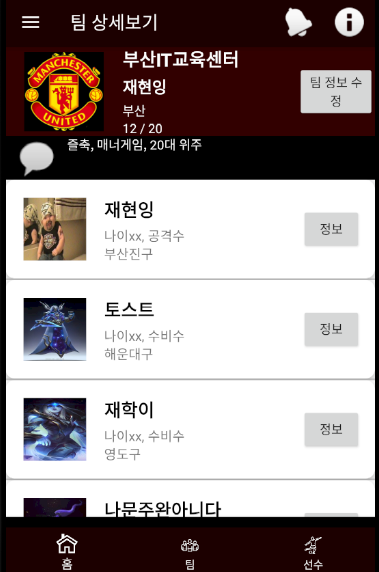 팀 상세보기
MANCHESTER
UNITED
부산IT교육센터
재현잉
부산
12 / 20
팀 정보 수
정
즐축, 매너게임, 20대 위주
재현잉
나이xx, 공격수
부산진구
정보
토스트
나이xx, 수비수
해운대구
정보
재학이
나이xx, 수비수
영도구
정보
나문주완아니다
홈
팀
선수